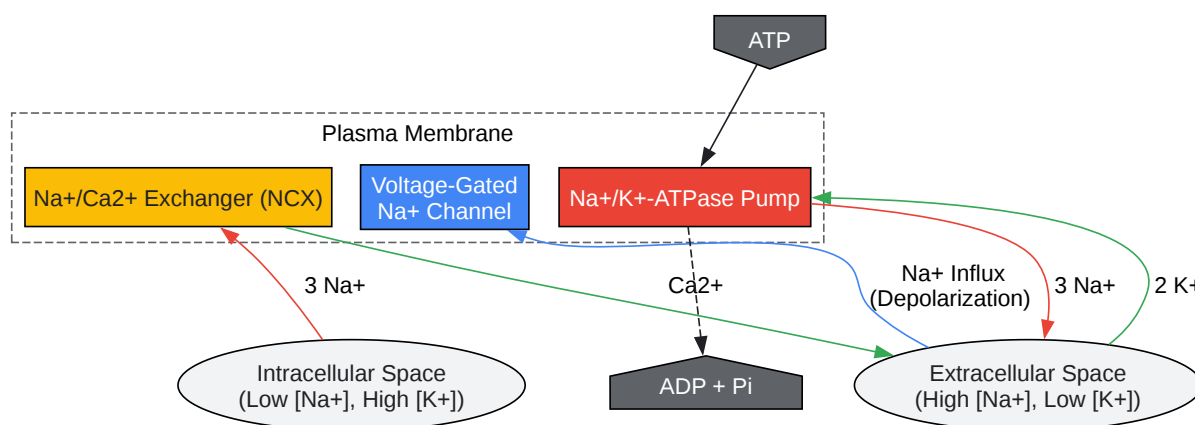 ATP
Plasma Membrane
Na+/Ca2+ Exchanger (NCX)
Voltage-Gated
Na+ Channel
Na+/K+-ATPase Pump
3 Na+
Ca2+
Na+ Influx
(Depolarization)
3 Na+
2 K+
Intracellular Space
(Low [Na+], High [K+])
ADP + Pi
Extracellular Space
(High [Na+], Low [K+])